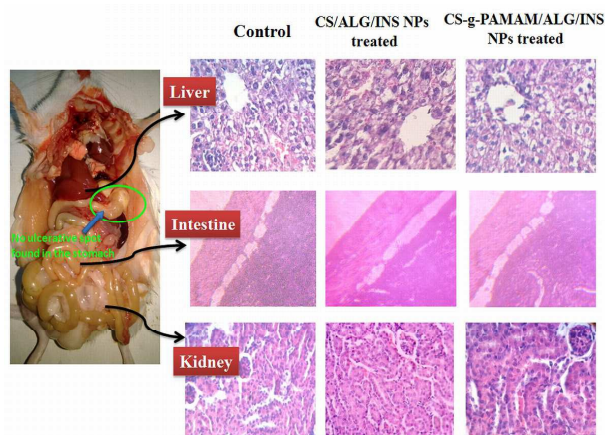 Control
CS/ALG/INS NPs
treated
CS-g-PAMAM/ALG/INS
NPs treated
Liver
Intestine
No ulcerative spot
found in the stomach
Kidney